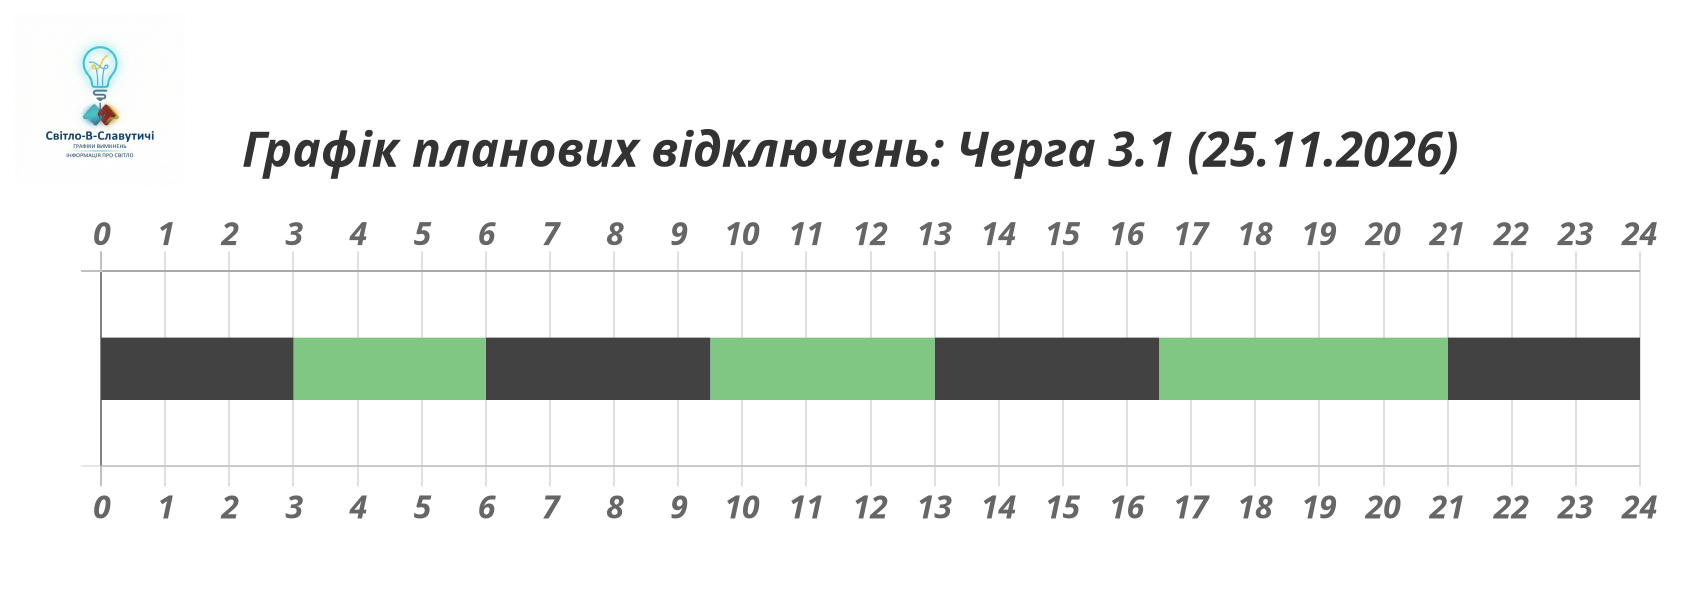 Світло-В-Славутичі
ГРАФІКИ ВИМКНЕНЬ
ІНФОРМАЦІЯ ПРО СВІТЛО
Графік планових відключень: Черга 3.1 (25.11.2026)
0 1 2 3 4 5 6 7 8 9 10 11 12 13 14 15 16 17 18 19 20 21 22 23 24
0 1 2 3 4 5 6 7 8 9 10 11 12 13 14 15 16 17 18 19 20 21 22 23 24